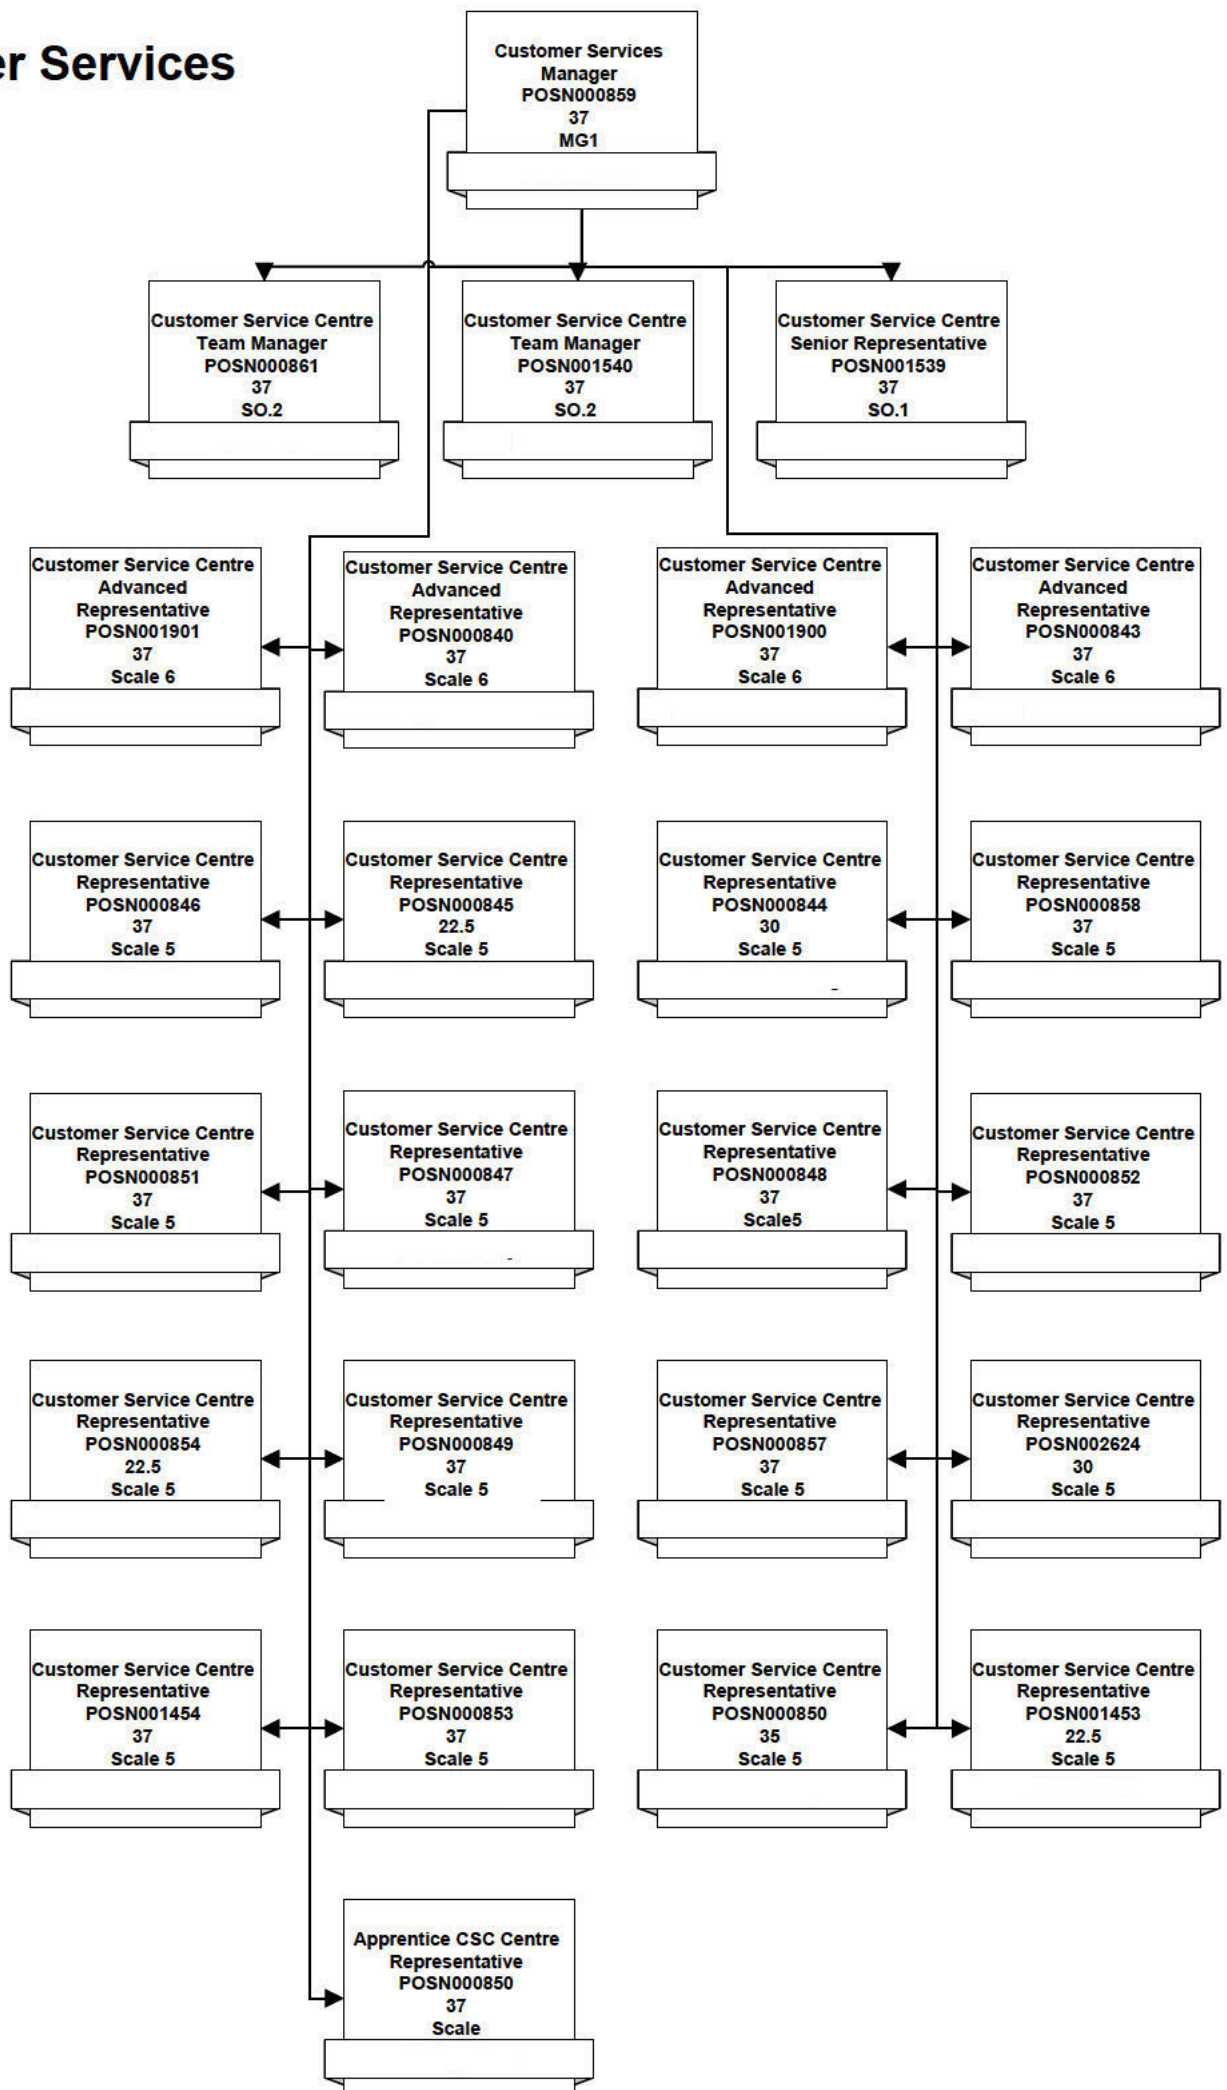 er Services
Customer Services
Manager
POSN000859
37
MG1
Customer Service Centre
Team Manager
POSN000861
37
SO.2
Customer Service Centre
Team Manager
POSN001540
37
SO.2
Customer Service Centre
Senior Representative
POSN001539
37
SO.1
Customer Service Centre
Advanced
Representative
POSN001901
37
Scale 6
Customer Service Centre
Advanced
Representative
POSN000840
37
Scale 6
Customer Service Centre
Advanced
Representative
POSN001900
37
Scale 6
Customer Service Centre
Advanced
Representative
POSN000843
37
Scale 6
Customer Service Centre
Representative
POSN000846
37
Scale 5
Customer Service Centre
Representative
POSN000845
22.5
Scale 5
Customer Service Centre
Representative
POSN000844
30
Scale 5
-
Customer Service Centre
Representative
POSN000858
37
Scale 5
Customer Service Centre
Representative
POSN000851
37
Scale 5
Customer Service Centre
Representative
POSN000847
37
Scale 5
-
Customer Service Centre
Representative
POSN000848
37
Scale5
Customer Service Centre
Representative
POSN000852
37
Scale 5
Customer Service Centre
Representative
POSN000854
22.5
Scale 5
Customer Service Centre
Representative
POSN000849
37
Scale 5
Customer Service Centre
Representative
POSN000857
37
Scale 5
Customer Service Centre
Representative
POSN002624
30
Scale 5
Customer Service Centre
Representative
POSN001454
37
Scale 5
Customer Service Centre
Representative
POSN000853
37
Scale 5
Customer Service Centre
Representative
POSN000850
35
Scale 5
Customer Service Centre
Representative
POSN001453
22.5
Scale 5
Apprentice CSC Centre
Representative
POSN000850
37
Scale